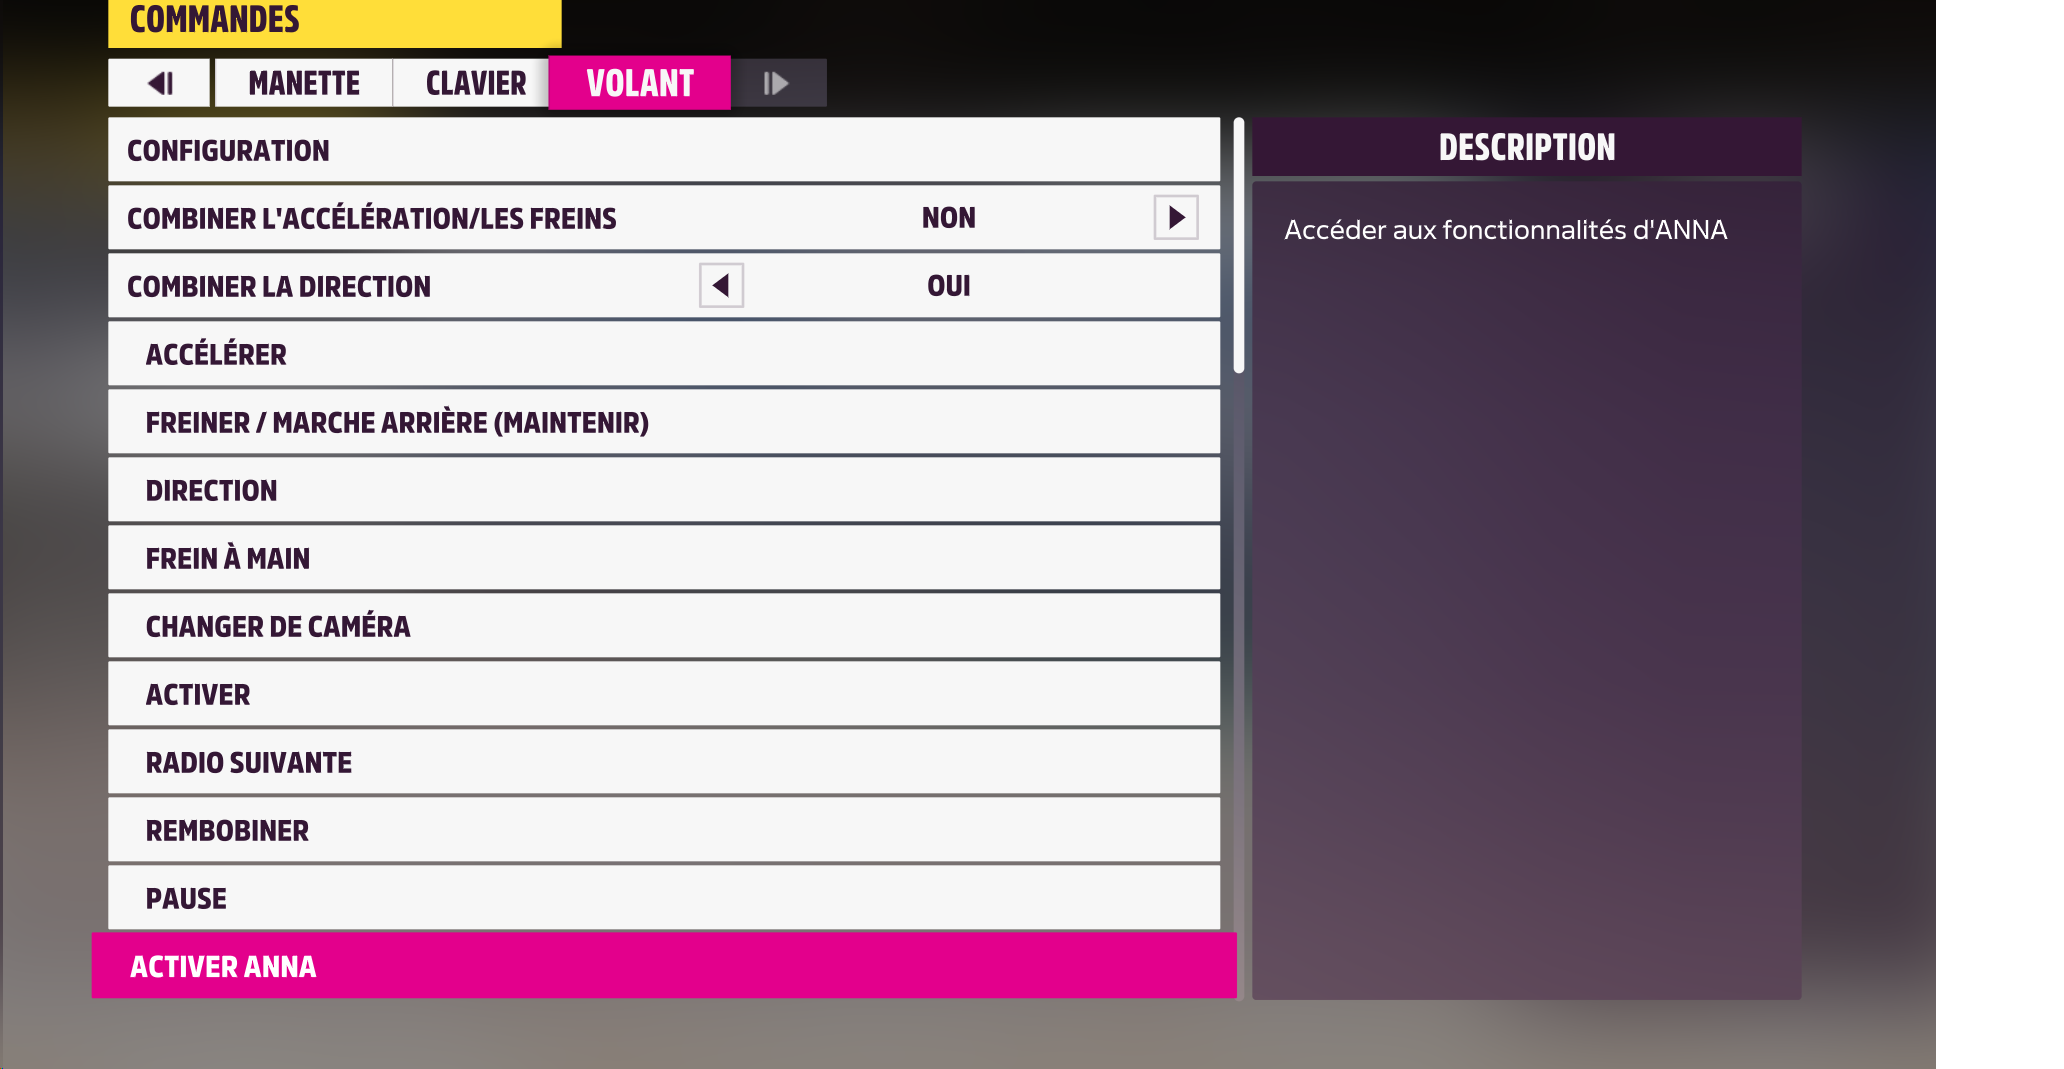 COMMANDES
MANETTE CLAVIER VOLANT
CONFIGURATION
COMBINER L'ACCÉLÉRATION/LES FREINS NON
COMBINER LA DIRECTION OUI
ACCÉLÉRER
FREINER / MARCHE ARRIÈRE (MAINTENIR)
DIRECTION
FREIN À MAIN
CHANGER DE CAMÉRA
ACTIVER
RADIO SUIVANTE
REMBOBINER
PAUSE
ACTIVER ANNA
DESCRIPTION
Accéder aux fonctionnalités d'ANNA